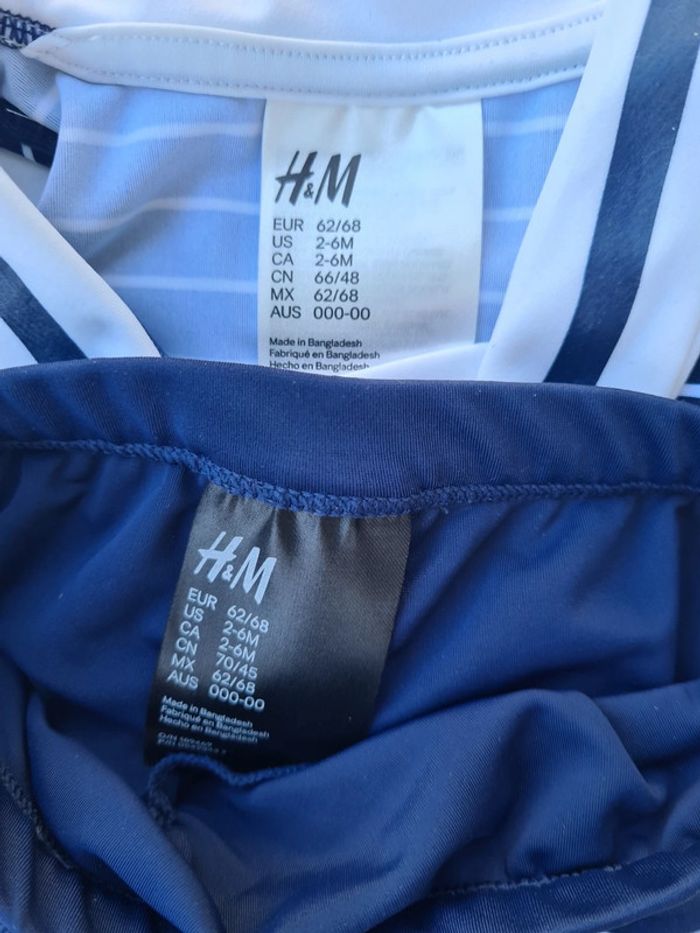 H&M
EUR 62/68
US 2-6M
CA 2-6M
CN 66/48
MX 62/68
AUS 000-00
Made in Bangladesh
Fabriqué en Bangladesh
Hecho en Bangladesh
H&M
EUR 62/68
US 2-6M
CA 2-6M
CN 70/45
MX 62/68
AUS 000-00
Made in Bangladesh
Fabriqué en Bangladesh
Hecho en Bangladesh